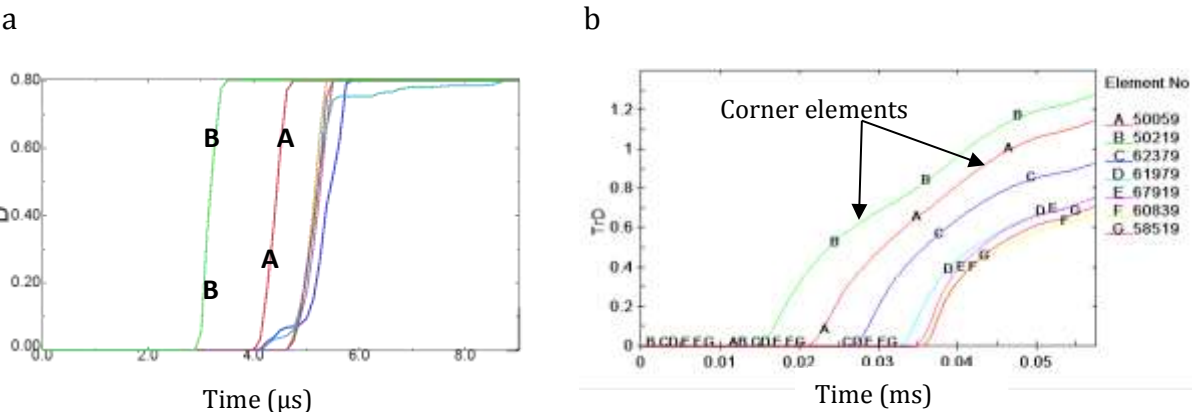 a
0.80
0.60
0.40
0.20
0.00
D
B
A
A
B
0.0
2.0
4.0
6.0
8.0
Time (μs)
b
Corner elements
1.2
1
0.8
0.6
0.4
0.2
0
TrD
B
A
B
A
C
B
A
C
D E G
F
D E F G
A
B C D E F G
A B C D E F G
C D E F G
0
0.01
0.02
0.03
0.04
0.05
Time (ms)
Element No
A 50059
B 50219
C 62379
D 61979
E 67919
F 60839
G 58519